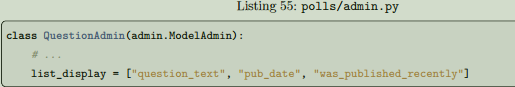 Listing 55: polls/admin.py
class QuestionAdmin(admin.ModelAdmin):
    # ...
    list_display = ["question_text", "pub_date", "was_published_recently"]